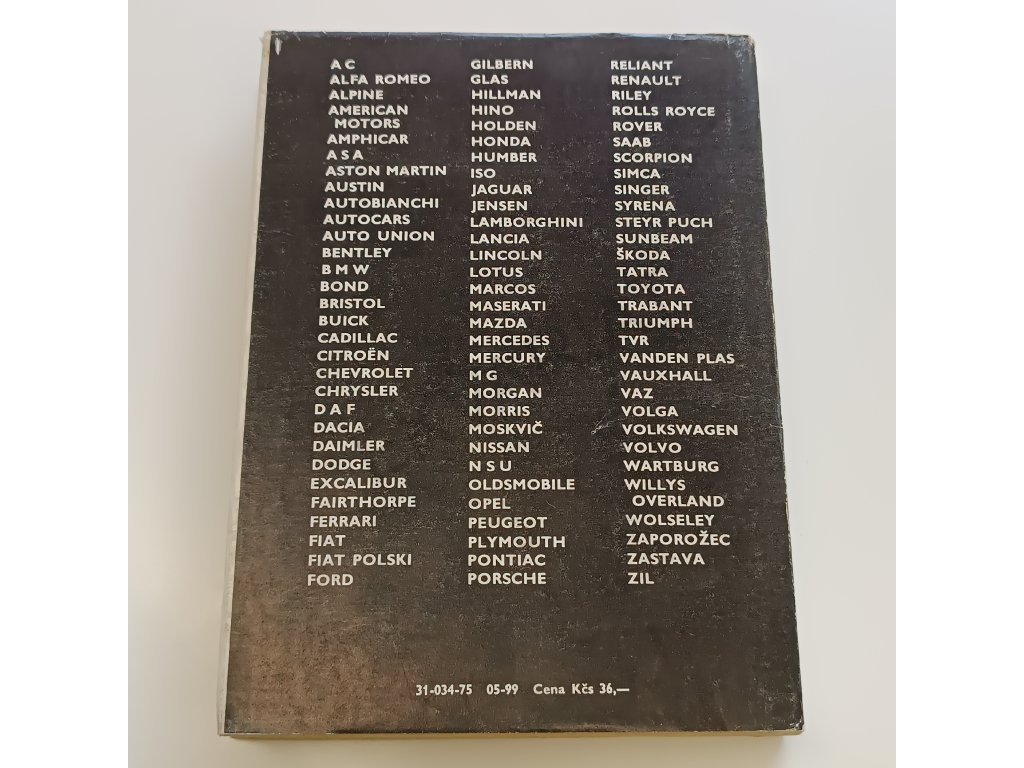 A C
ALFA ROMEO
ALPINE
AMERICAN
MOTORS
AMPHICAR
A S A
ASTON MARTIN
AUSTIN
AUTOBIANCHI
AUTOCARS
AUTO UNION
BENTLEY
B M W
BOND
BRISTOL
BUICK
CADILLAC
CITROËN
CHEVROLET
CHRYSLER
D A F
DACIA
DAIMLER
DODGE
EXCALIBUR
FAIRTHORPE
FERRARI
FIAT
FIAT POLSKI
FORD
GILBERN
GLAS
HILLMAN
HINO
HOLDEN
HONDA
HUMBER
ISO
JAGUAR
JENSEN
LAMBORGHINI
LANCIA
LINCOLN
LOTUS
MARCOS
MASERATI
MAZDA
MERCEDES
MERCURY
M G
MORGAN
MORRIS
MOSKVIČ
NISSAN
N S U
OLDSMOBILE
OPEL
PEUGEOT
PLYMOUTH
PONTIAC
PORSCHE
RELIANT
RENAULT
RILEY
ROLLS ROYCE
ROVER
SAAB
SCORPION
SIMCA
SINGER
SYRENA
STEYR PUCH
SUNBEAM
ŠKODA
TATRA
TOYOTA
TRABANT
TRIUMPH
TVR
VANDEN PLAS
VAUXHALL
VAZ
VOLGA
VOLKSWAGEN
VOLVO
WARTBURG
WILLYS
OVERLAND
WOLSELEY
ZAPOROŽEC
ZASTAVA
ZIL
31-034-75 05-99 Cena Kčs 36,—